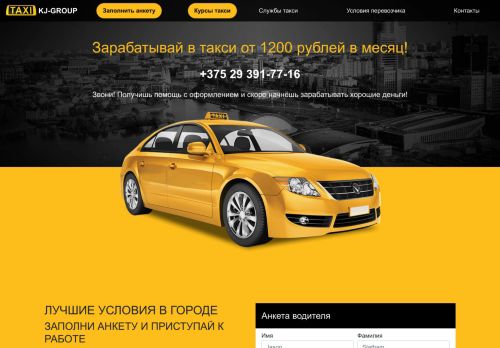 TAXI KJ-GROUP
Заполнить анкету
Курсы такси
Службы такси
Условия перевозчика
Контакты
Зарабатывай в такси от 1200 рублей в месяц!
+375 29 391-77-16
Звони! Получишь помощь с оформлением и скоро начнёшь зарабатывать хорошие деньги!
TAXI
ЛУЧШИЕ УСЛОВИЯ В ГОРОДЕ
ЗАПОЛНИ АНКЕТУ И ПРИСТУПАЙ К
РАБОТЕ
Анкета водителя
Имя
Фамилия